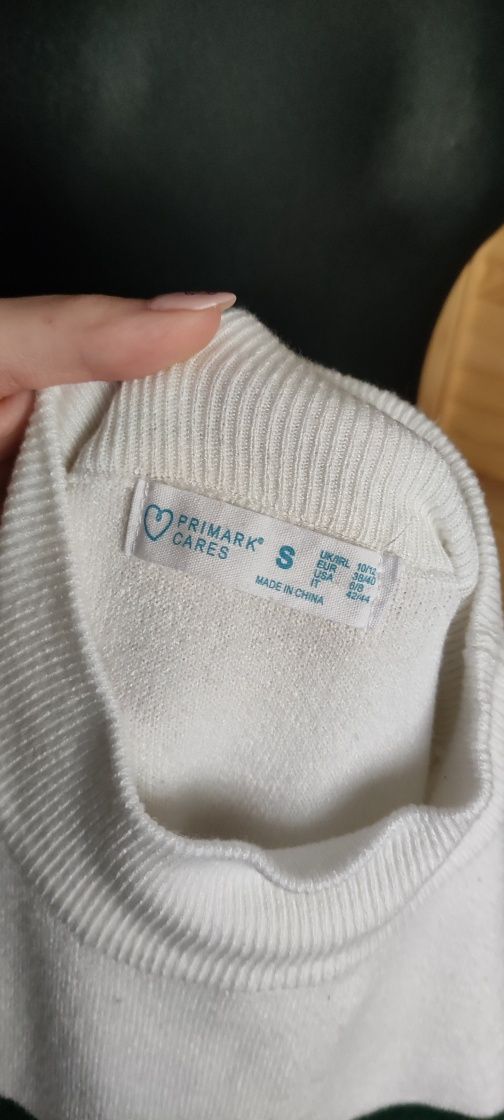 PRIMARK®
CARES
S
UK/IRL 10/12
EUR 38/40
USA 6/8
IT 42/44
MADE IN CHINA